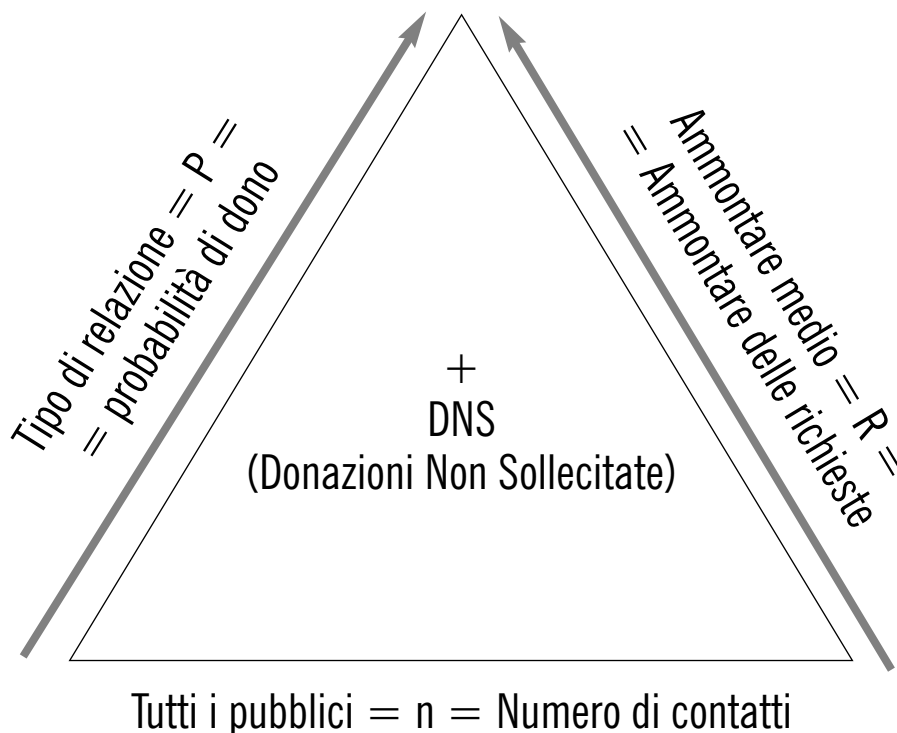 Tipo di relazione = P =
= probabilità di dono
Ammontare medio = R =
= Ammontare delle richieste
+
DNS
(Donazioni Non Sollecitate)
Tutti i pubblici = n = Numero di contatti